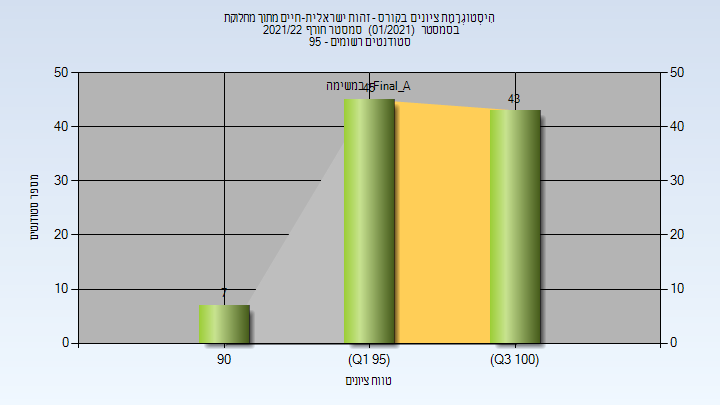 היסטוגרמת ציונים בקורס - זהות ישראלית-חיים מתוך מחלוקת
בסמסטר (01/2021) סמסטר חורף 2021/22
סטודנטים רשומים - 95
במשימה Final_A
50
40
30
20
10
0
מספר סטודנטים
7
45
43
50
40
30
20
10
0
90
(Q1 95)
(Q3 100)
טווח ציונים